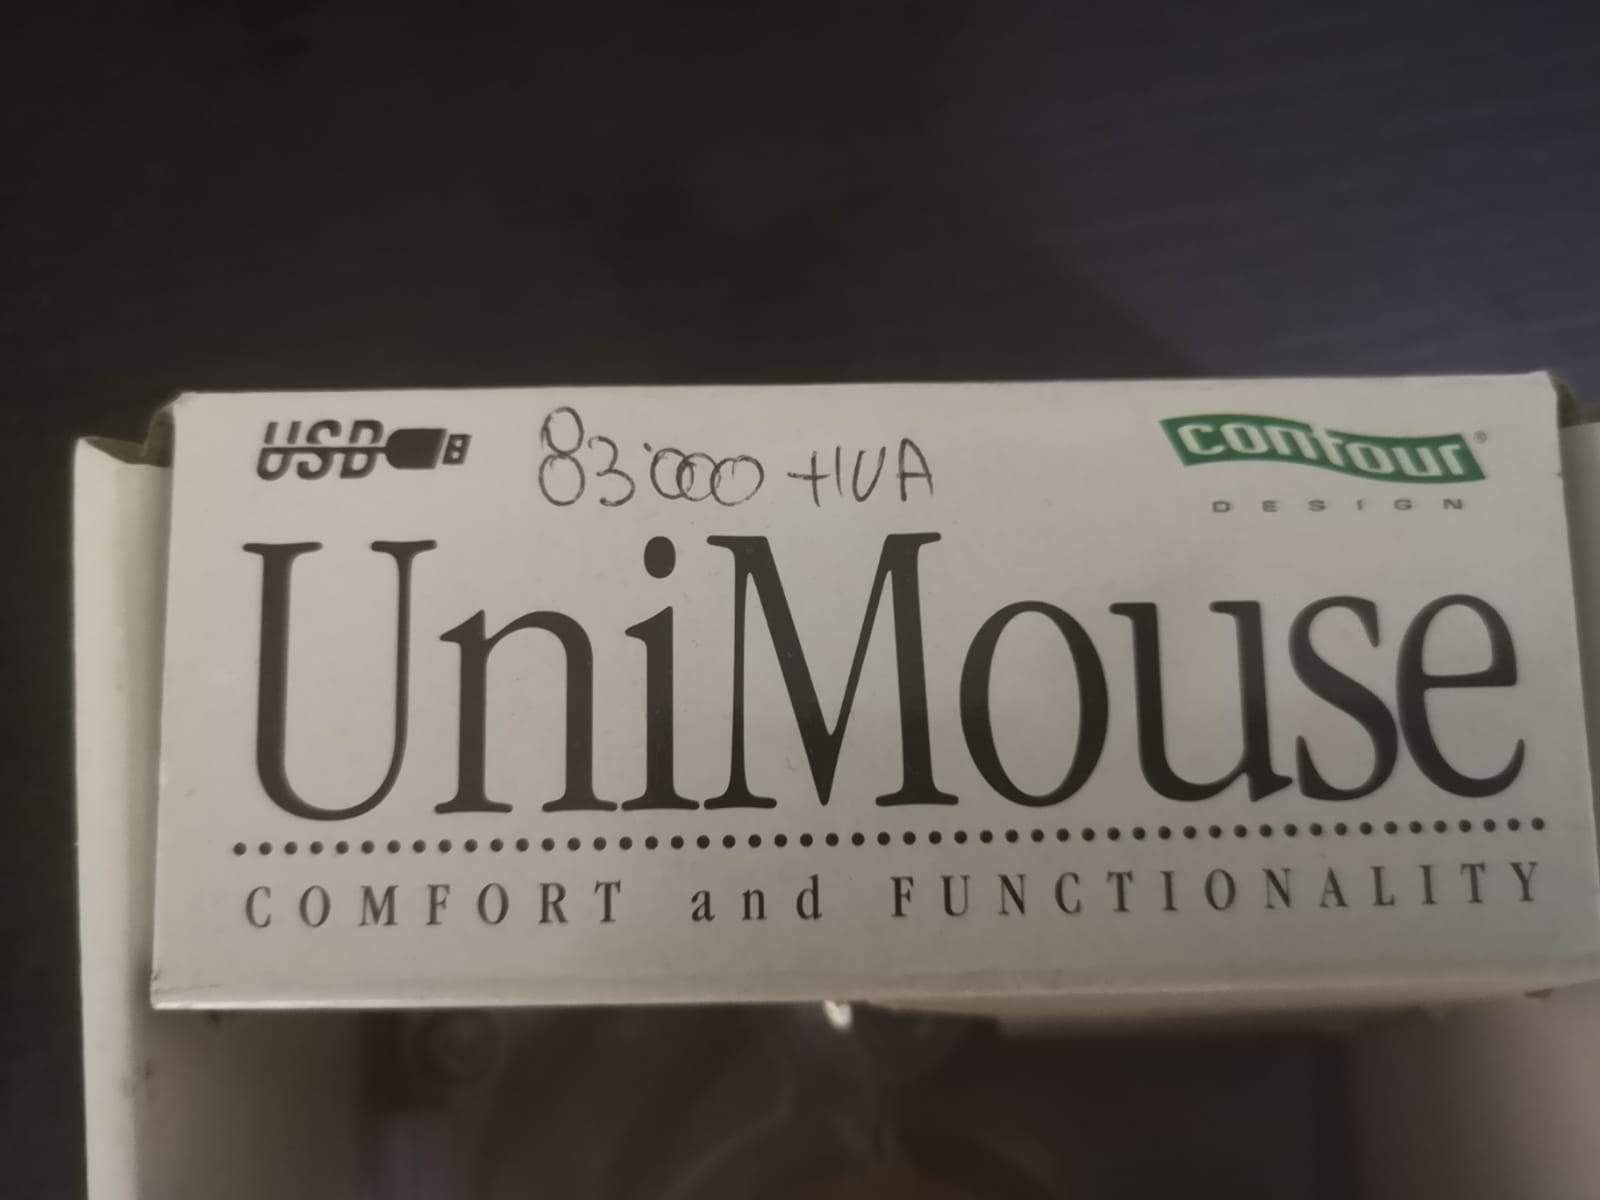 USB 83.000 +IVA contour®
DESIGN
UniMouse
COMFORT and FUNCTIONALITY